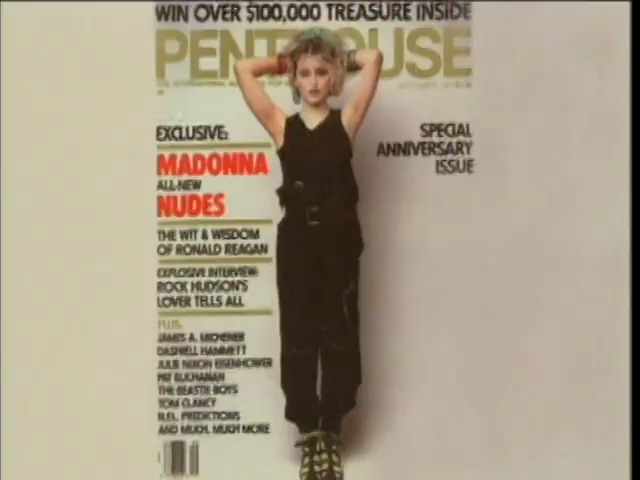 WIN OVER $100,000 TREASURE INSIDE
PENTHOUSE
EXCLUSIVE:
MADONNA
ALL-NEW
NUDES
THE WIT & WISDOM
OF RONALD REAGAN
EXPLOSIVE INTERVIEW:
ROCK HUDSON'S
LOVER TELLS ALL
PLUS:
JAMES A. MICHENER
DASHIELL HAMMETT
JULIE NIXON EISENHOWER
PAT BUCHANAN
THE BEASTIE BOYS
TOM CLANCY
N.F.L. PREDICTIONS
AND MUCH, MUCH MORE
SPECIAL
ANNIVERSARY
ISSUE